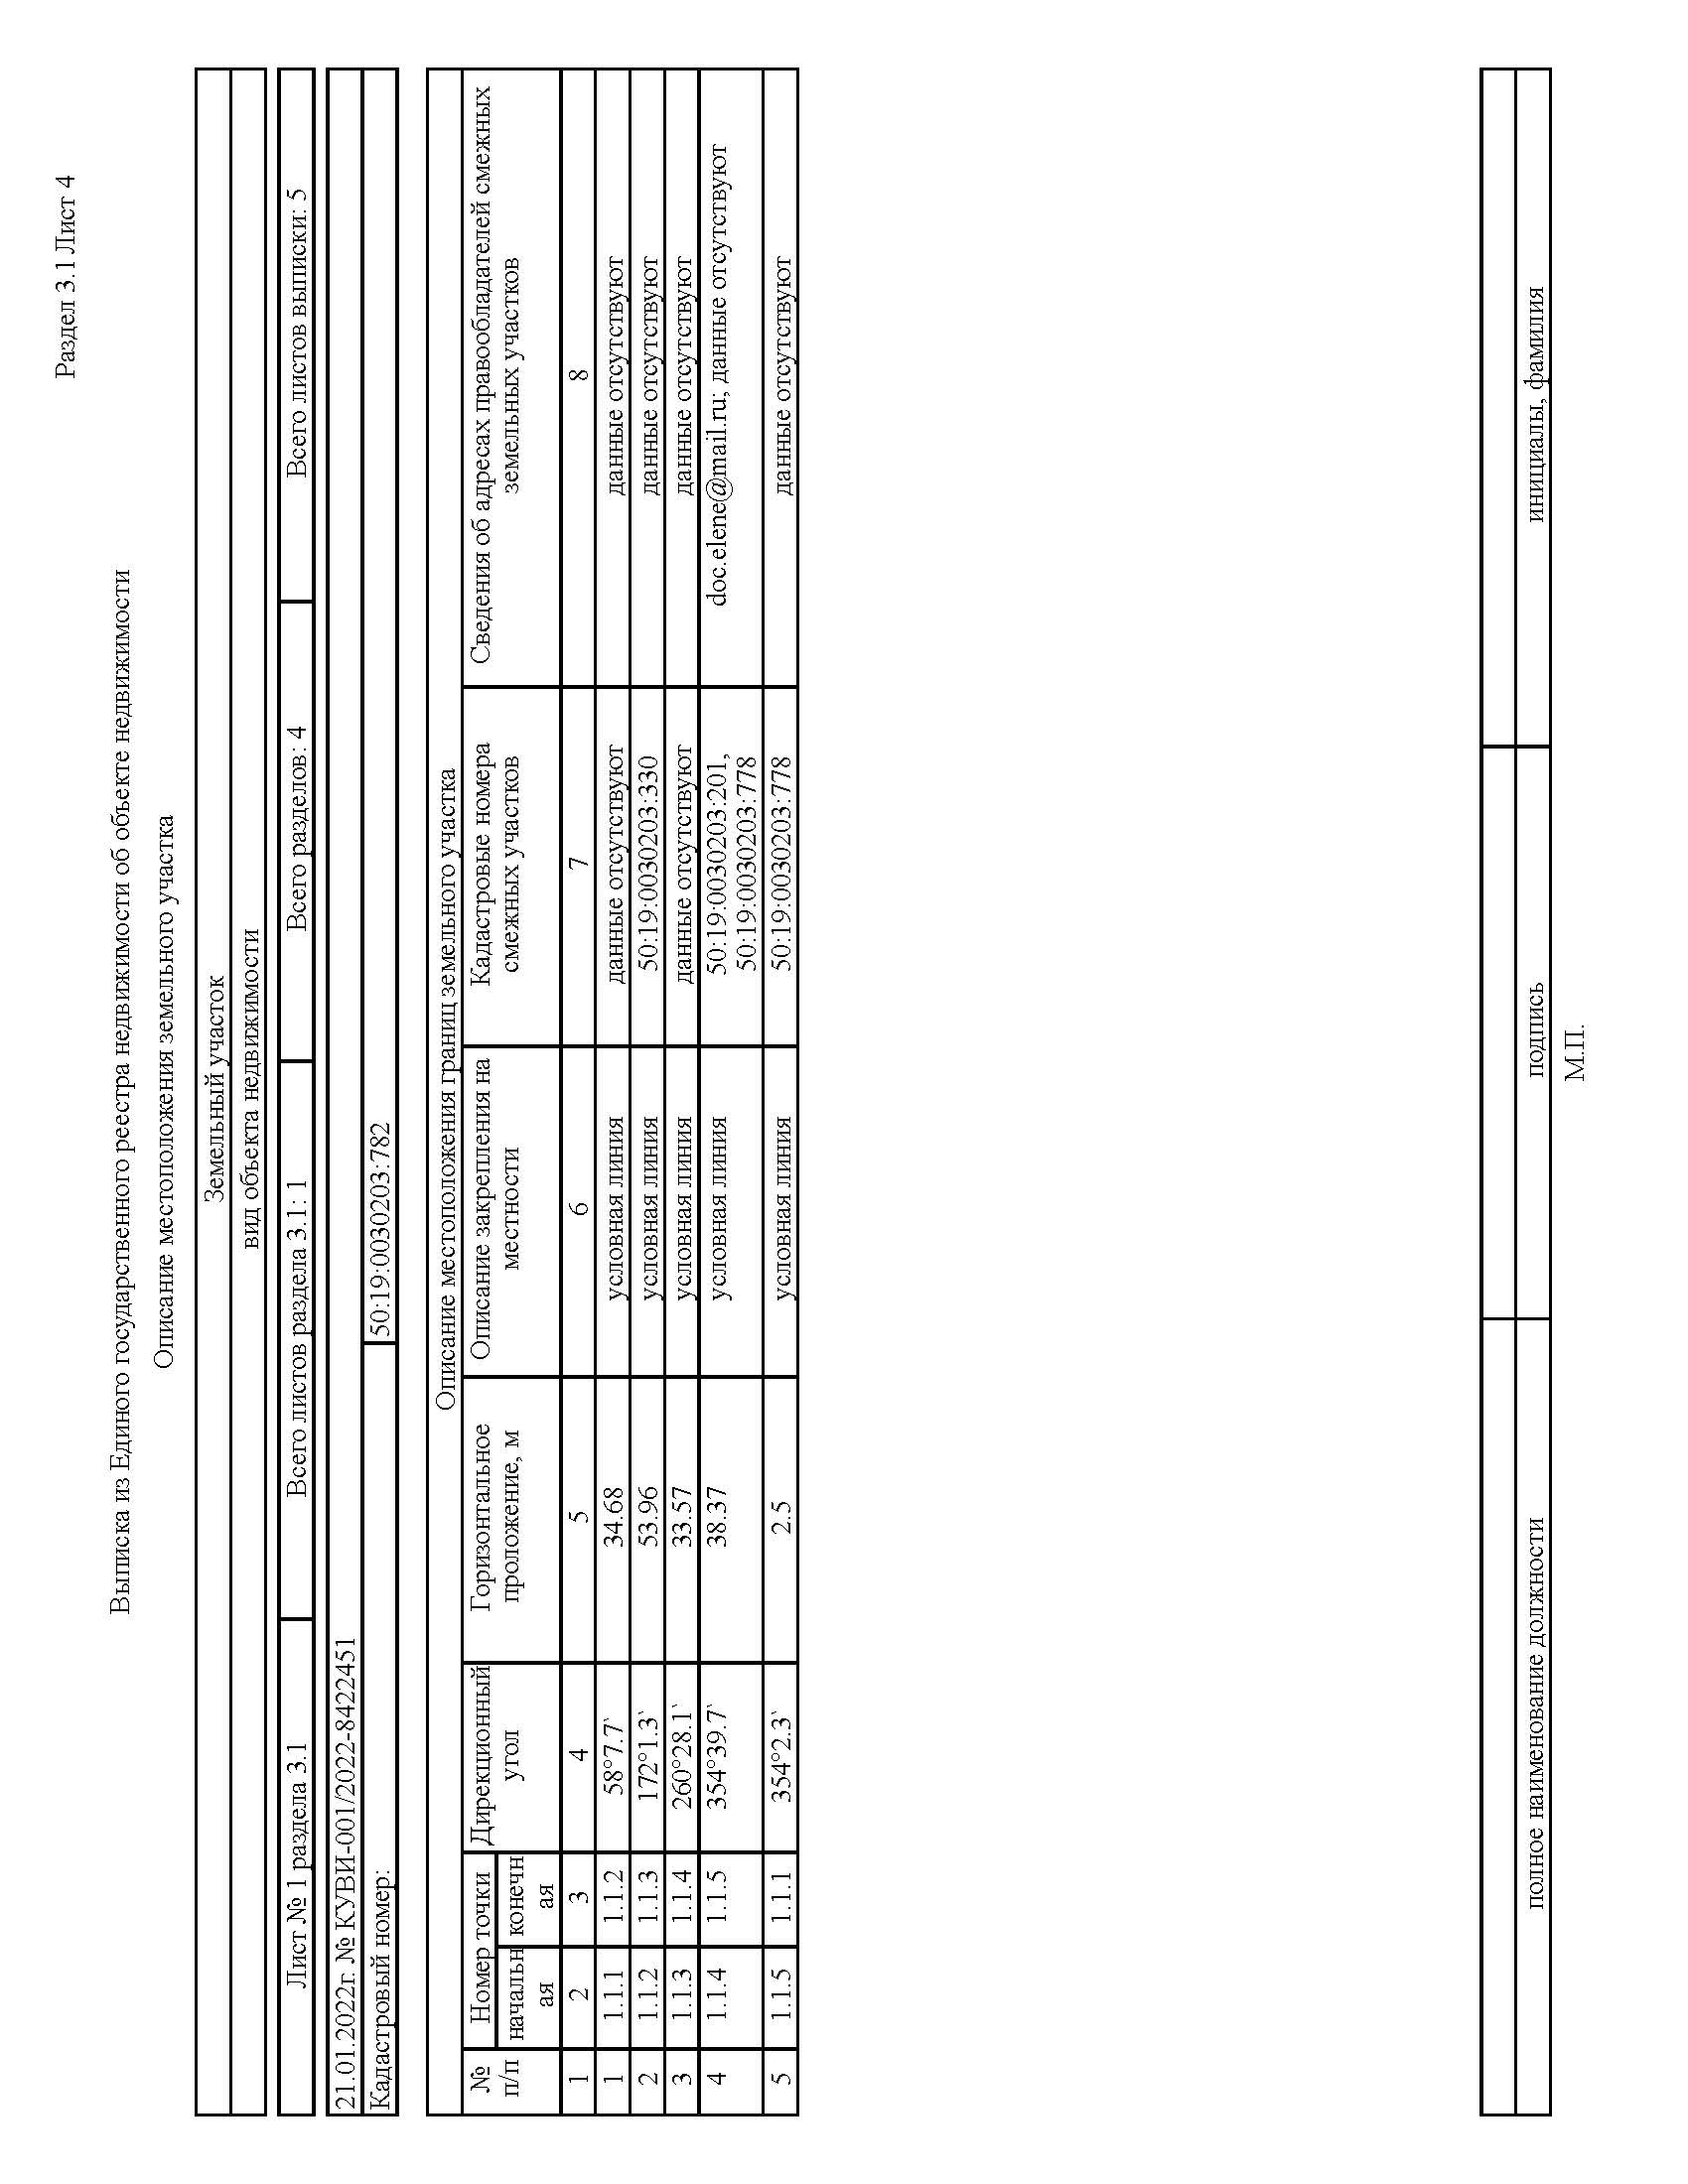 Раздел 3.1 Лист 4
Выписка из Единого государственного реестра недвижимости об объекте недвижимости
Описание местоположения земельного участка
Земельный участок
вид объекта недвижимости
Лист № 1 раздела 3.1 Всего листов раздела 3.1: 1 Всего разделов: 4 Всего листов выписки: 5
21.01.2022г. № КУВИ-001/2022-8422451
Кадастровый номер: 50:19:0030203:782
Описание местоположения границ земельного участка
№ Номер точки Дирекционный Горизонтальное Описание закрепления на Кадастровые номера Сведения об адресах правообладателей смежных
п/п начальн конечн угол проложение, м местности смежных участков земельных участков
ая ая
1 2 3 4 5 6 7 8
1 1.1.1 1.1.2 58°7.7` 34.68 условная линия данные отсутствуют данные отсутствуют
2 1.1.2 1.1.3 172°1.3` 53.96 условная линия 50:19:0030203:330 данные отсутствуют
3 1.1.3 1.1.4 260°28.1` 33.57 условная линия данные отсутствуют данные отсутствуют
4 1.1.4 1.1.5 354°39.7` 38.37 условная линия 50:19:0030203:201, doc.elene@mail.ru; данные отсутствуют
50:19:0030203:778
5 1.1.5 1.1.1 354°2.3` 2.5 условная линия 50:19:0030203:778 данные отсутствуют
полное наименование должности подпись инициалы, фамилия
М.П.